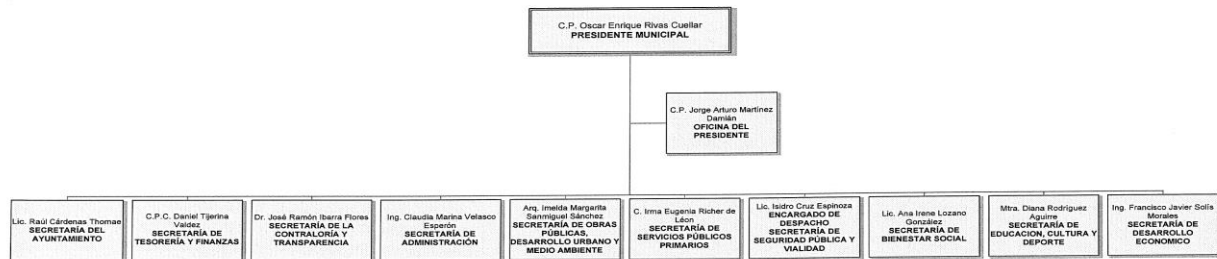 C.P. Oscar Enrique Rivas Cuellar
PRESIDENTE MUNICIPAL
C.P. Jorge Arturo Martínez
Damián
OFICINA DEL
PRESIDENTE
Lic. Raúl Cárdenas Thomae
SECRETARÍA DEL
AYUNTAMIENTO
C.P.C. Daniel Tijerina
Valdez
SECRETARÍA DE
TESORERÍA Y FINANZAS
Dr. José Ramón Ibarra Flores
SECRETARÍA DE LA
CONTRALORÍA Y
TRANSPARENCIA
Ing. Claudia Marina Velasco
Esperón
SECRETARÍA DE
ADMINISTRACIÓN
Arq. Imelda Margarita
Sanmiguel Sánchez
SECRETARÍA DE OBRAS
PÚBLICAS,
DESARROLLO URBANO Y
MEDIO AMBIENTE
C. Irma Eugenia Richer de
Léon
SECRETARÍA DE
SERVICIOS PÚBLICOS
PRIMARIOS
Lic. Isidro Cruz Espinoza
ENCARGADO DE
DESPACHO
SECRETARÍA DE
SEGURIDAD PÚBLICA Y
VIALIDAD
Lic. Ana Irene Lozano
González
SECRETARÍA DE
BIENESTAR SOCIAL
Mtra. Diana Rodríguez
Aguirre
SECRETARÍA DE
EDUCACION, CULTURA Y
DEPORTE
Ing. Francisco Javier Solís
Morales
SECRETARÍA DE
DESARROLLO
ECONOMICO